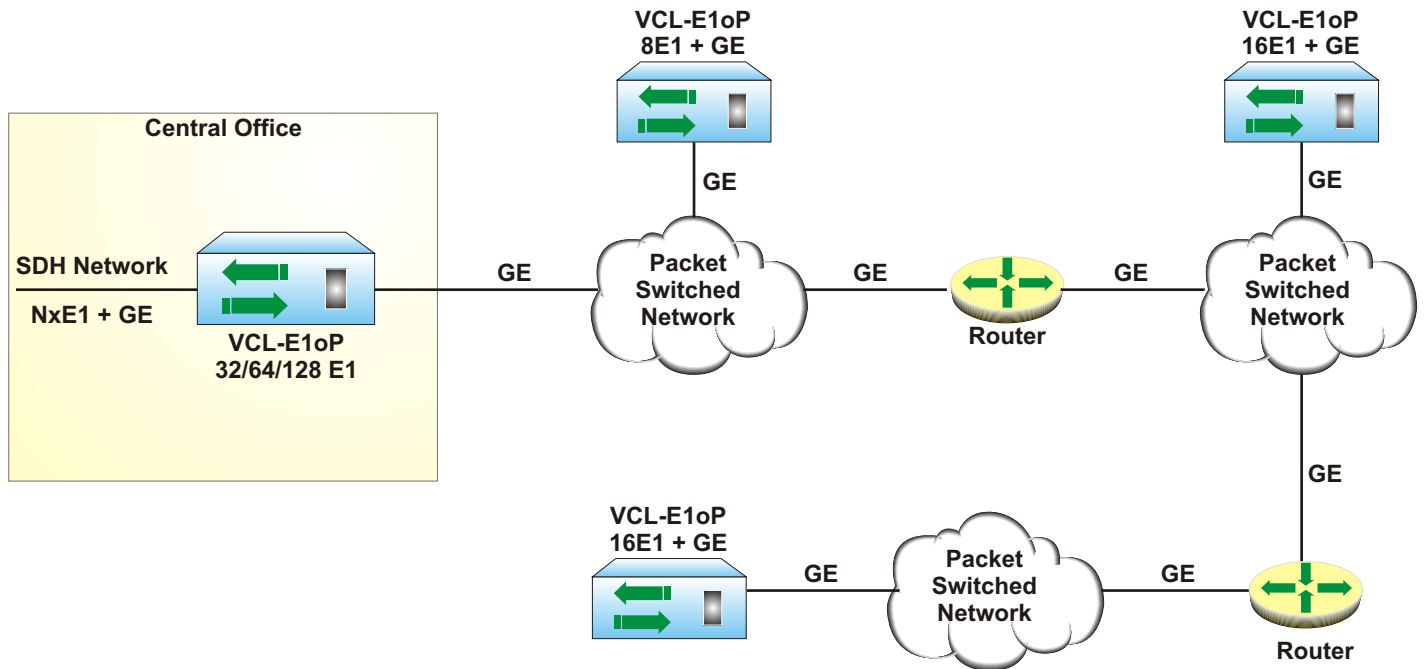 VCL-E1oP
8E1 + GE
VCL-E1oP
16E1 + GE
Central Office
GE
GE
SDH Network
NxE1 + GE
VCL-E1oP
32/64/128 E1
GE
Packet
Switched
Network
GE
Router
GE
Packet
Switched
Network
GE
VCL-E1oP
16E1 + GE
GE
Packet
Switched
Network
GE
Router